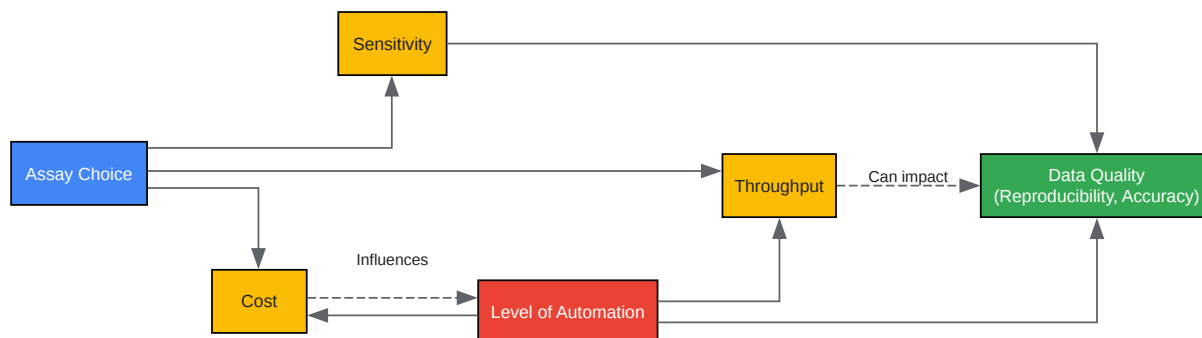 Sensitivity
Assay Choice
Throughput
Can impact
Data Quality
(Reproducibility, Accuracy)
Influences
Cost
Level of Automation